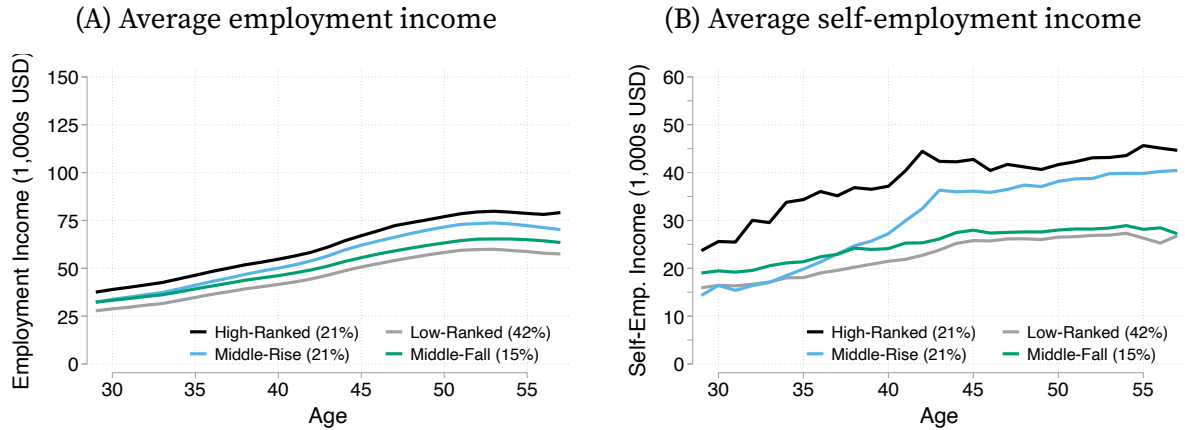 (A) Average employment income
Employment Income (1,000s USD)
150
125
100
75
50
25
0
High-Ranked (21%)
Low-Ranked (42%)
Middle-Rise (21%)
Middle-Fall (15%)
30 35 40 45 50 55
Age
(B) Average self-employment income
Self-Emp. Income (1,000s USD)
60
50
40
30
20
10
0
High-Ranked (21%)
Low-Ranked (42%)
Middle-Rise (21%)
Middle-Fall (15%)
30 35 40 45 50 55
Age